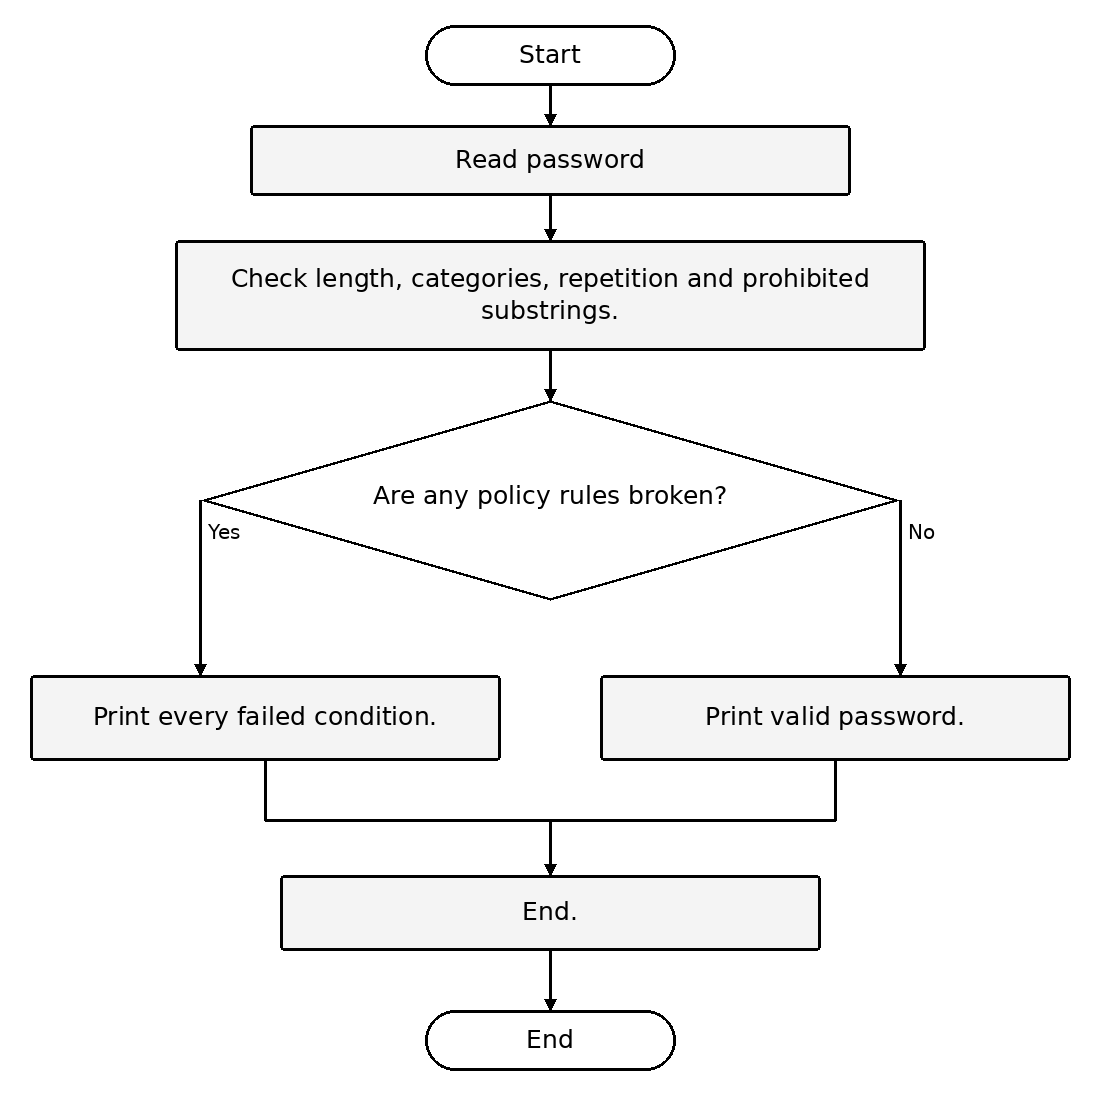 Start
Read password
Check length, categories, repetition and prohibited
substrings.
Are any policy rules broken?
Yes
No
Print every failed condition.
Print valid password.
End.
End